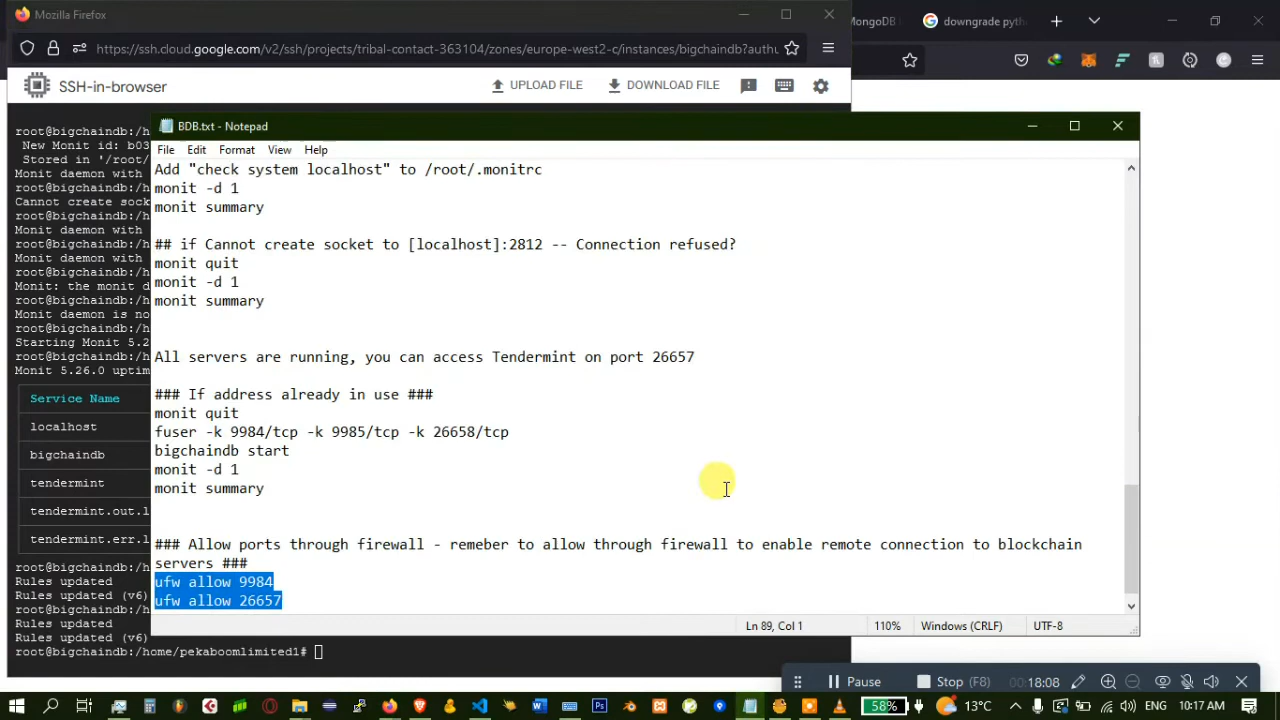 Monit Firefox
MongoDB
downgrade pyth
https://ssh.cloud.google.com/v2/ssh/projects/tribal-contact-363104/zones/europe-west2-c/instances/bigchaindb?authu
SSH-in-browser
UPLOAD FILE
DOWNLOAD FILE
root@bigchaindb:/h
New Monit id: b03
Stored in '/root/
Monit daemon with
root@bigchaindb:/h
Cannot create sock
root@bigchaindb:/h
Monit daemon with
root@bigchaindb:/h
Monit daemon with
root@bigchaindb:/h
Monit: the monit d
root@bigchaindb:/h
Monit daemon is no
root@bigchaindb:/h
Starting Monit 5.2
root@bigchaindb:/h
Monit 5.26.0 uptim
Service Name
localhost
bigchaindb
tendermint
tendermint.out.l
tendermint.err.l
root@bigchaindb:/h
Rules updated
Rules updated (v6)
root@bigchaindb:/h
Rules updated
Rules updated (v6)
root@bigchaindb:/home/pekaboomlimited1#
BDB.txt - Notepad
File Edit Format View Help
Add "check system localhost" to /root/.monitrc
monit -d 1
monit summary
## if Cannot create socket to [localhost]:2812 -- Connection refused?
monit quit
monit -d 1
monit summary
All servers are running, you can access Tendermint on port 26657
### If address already in use ###
monit quit
fuser -k 9984/tcp -k 9985/tcp -k 26658/tcp
bigchaindb start
monit -d 1
monit summary
### Allow ports through firewall - remeber to allow through firewall to enable remote connection to blockchain
servers ###
ufw allow 9984
ufw allow 26657
Ln 89, Col 1
110%
Windows (CRLF)
UTF-8
Pause
Stop (F8)
00:18:08
58%
13°C
ENG
10:17 AM